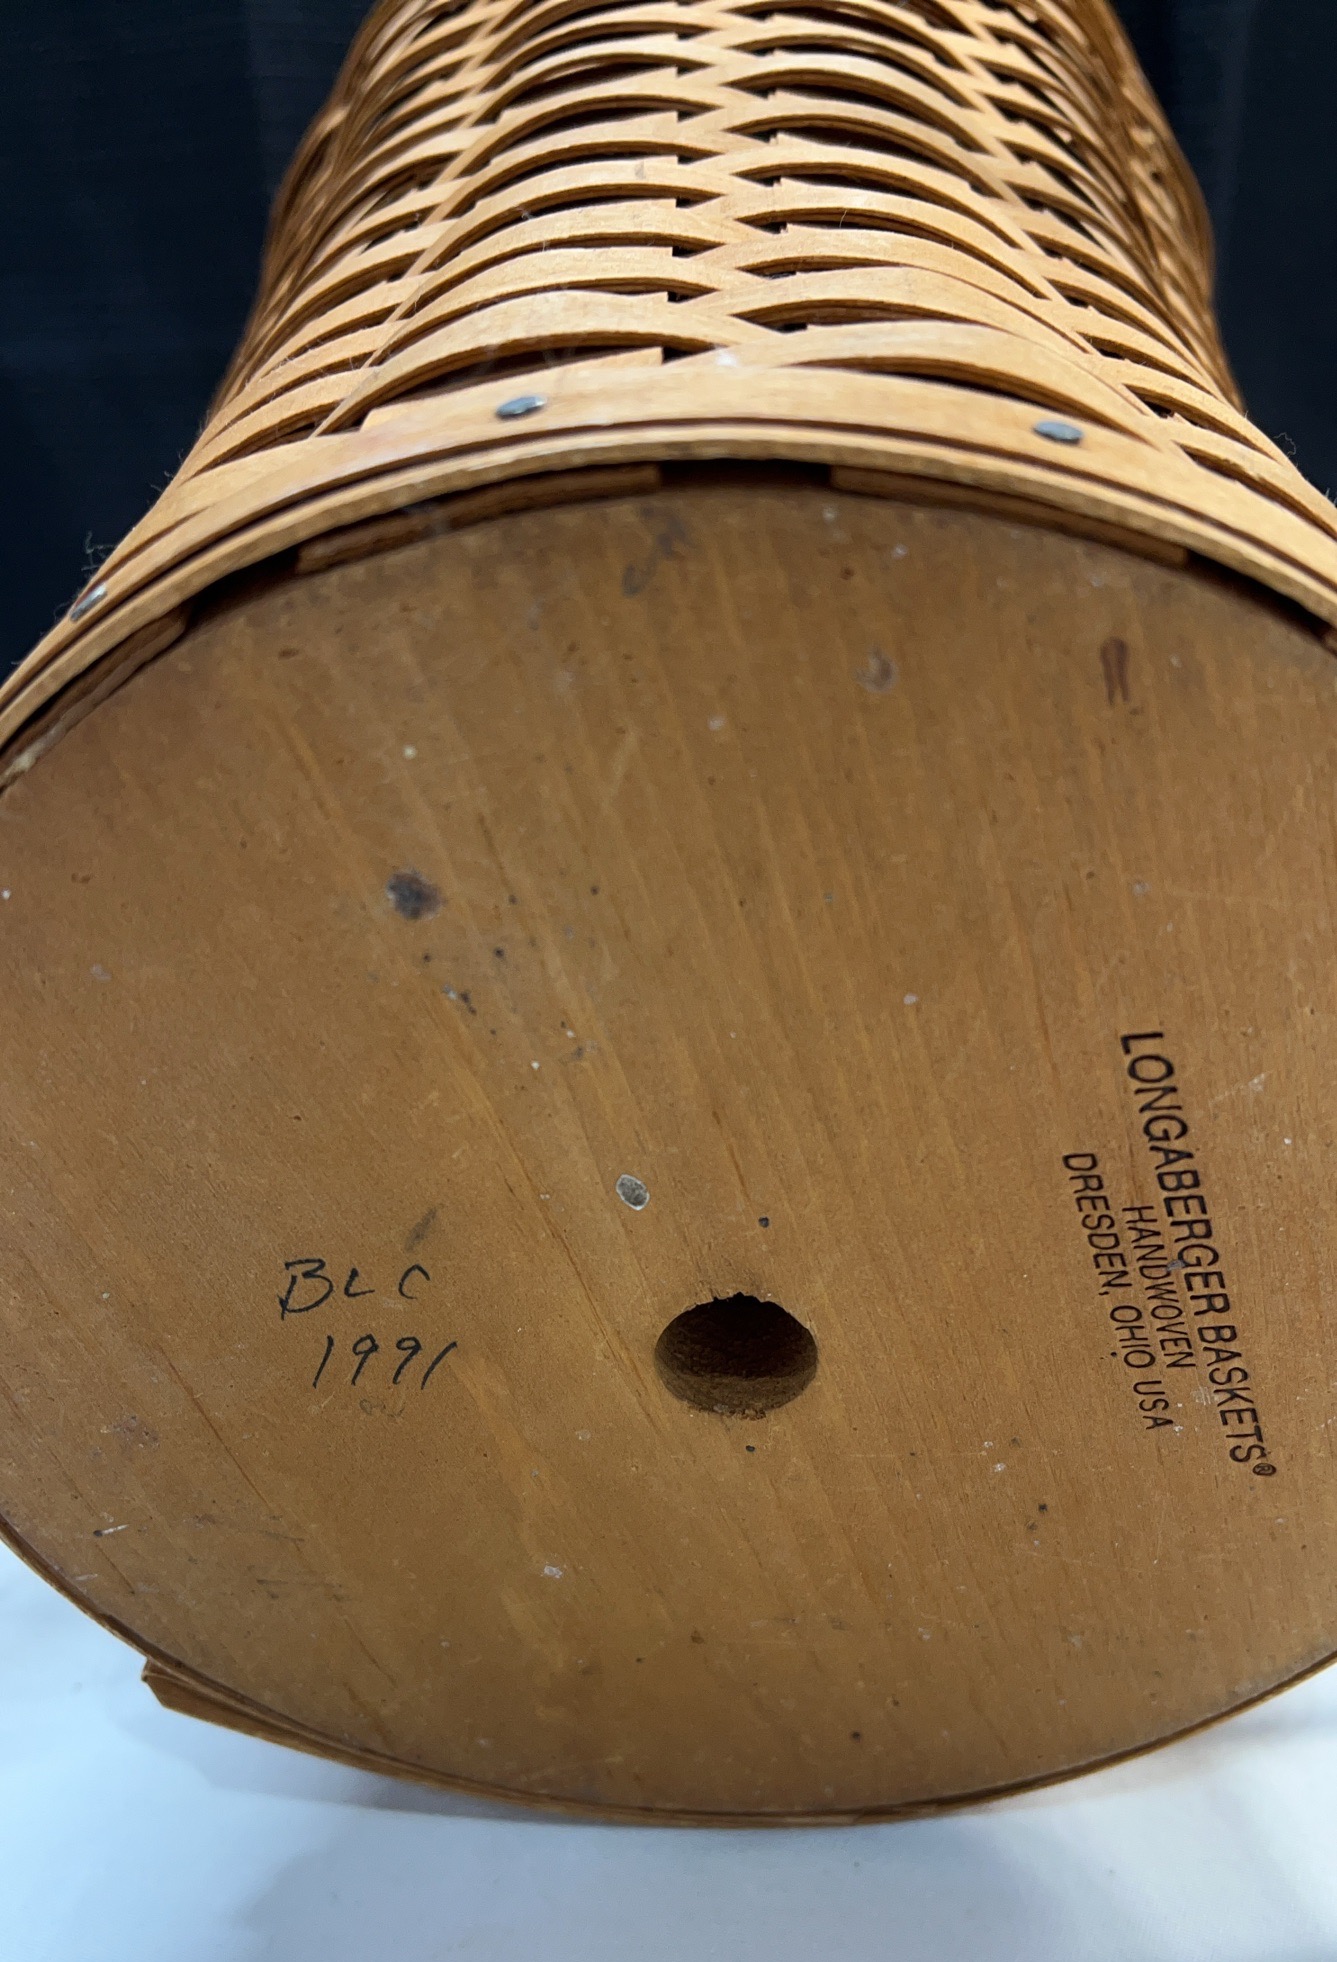 BLC
1991
LONGABERGER BASKETS®
HANDWOVEN
DRESDEN, OHIO USA